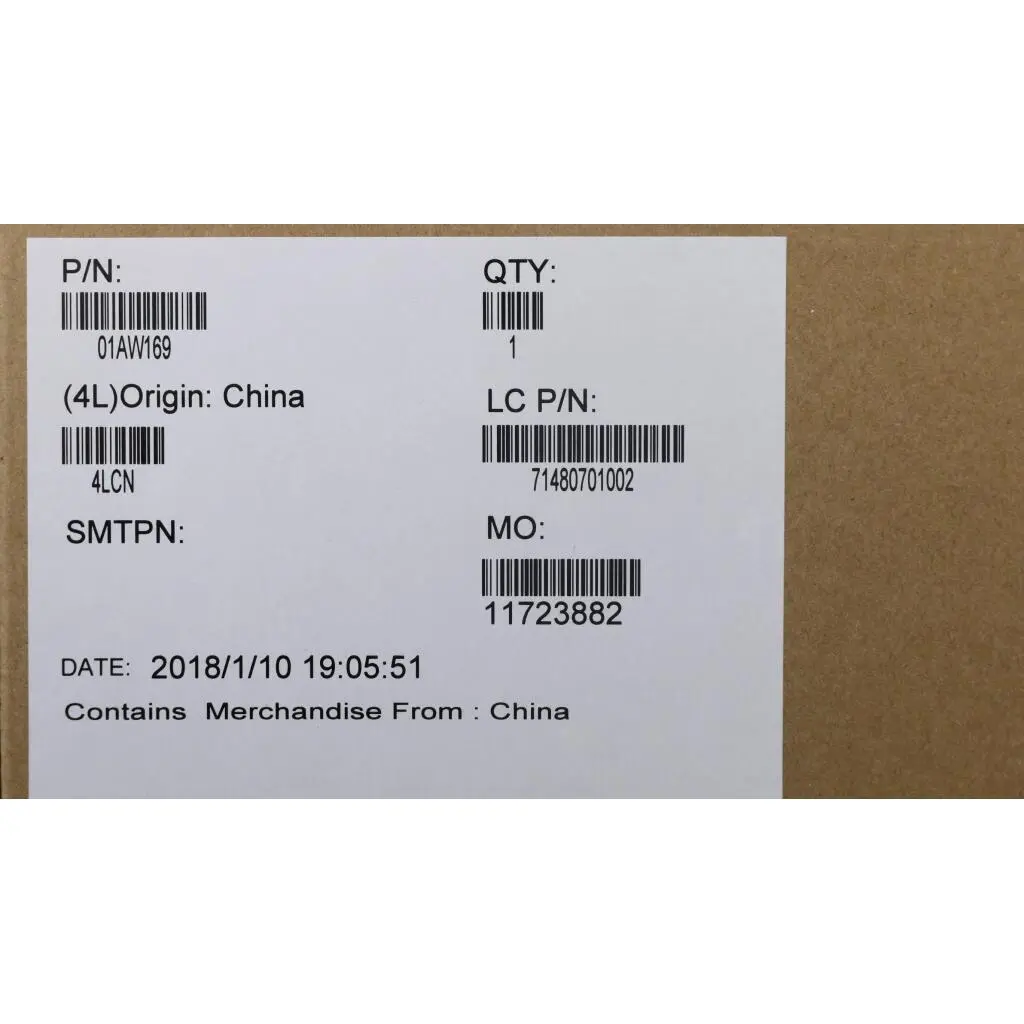 P/N:
01AW169
(4L)Origin: China
4LCN
SMTPN:
QTY:
1
LC P/N:
71480701002
MO:
11723882
DATE: 2018/1/10 19:05:51
Contains Merchandise From : China